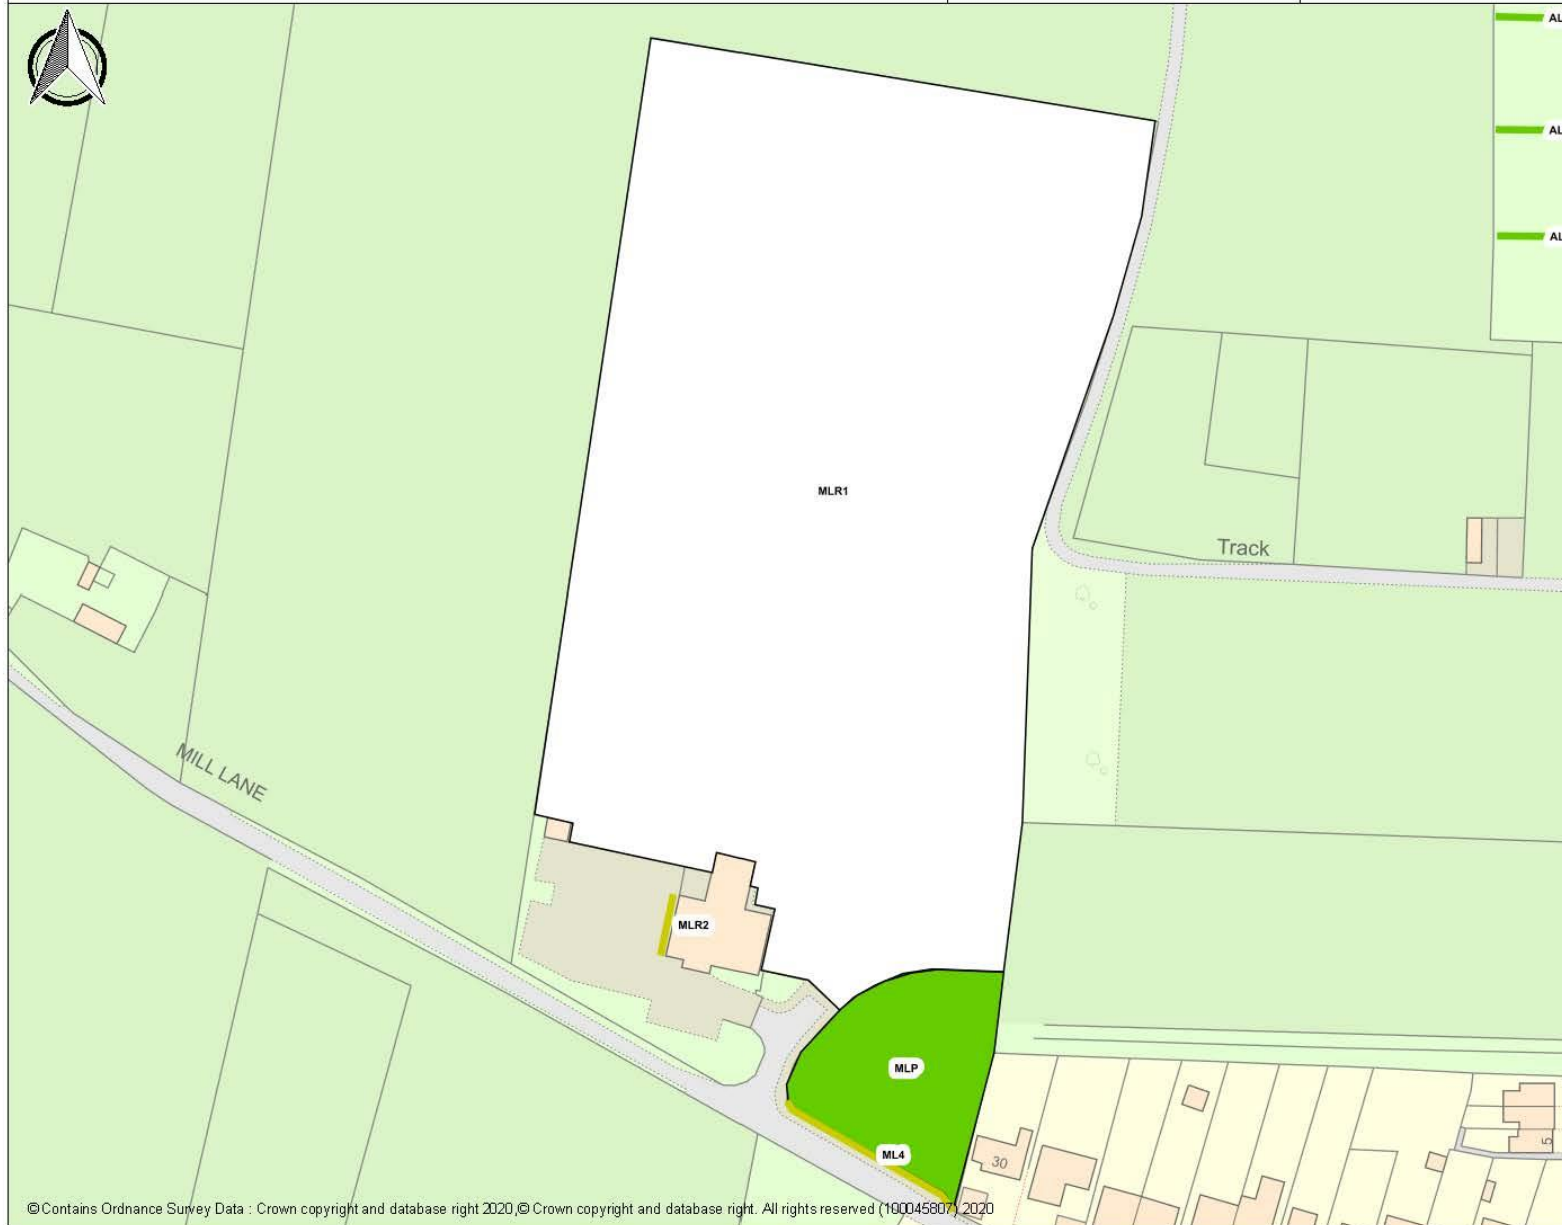 AL
AL
AL
MLR1
Track
MILL LANE
MLR2
MLP
ML4
30
5
©Contains Ordnance Survey Data : Crown copyright and database right 2020,© Crown copyright and database right. All rights reserved (100045807) 2020